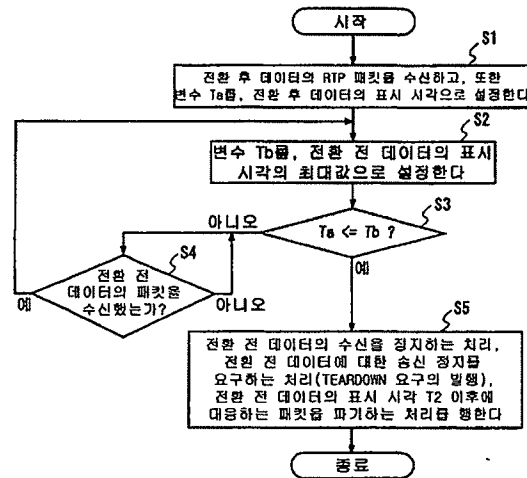 시작
S1
전환 후 데이터의 RTP 패킷을 수신하고, 또한
변수 Ta를, 전환 후 데이터의 표시 시각으로 설정한다
S2
변수 Tb를, 전환 전 데이터의 표시
시각의 최대값으로 설정한다
S3
Ta <= Tb ?
아니오
예
S4
전환 전
데이터의 패킷을
수신했는가?
예
아니오
S5
전환 전 데이터의 수신을 정지하는 처리,
전환 전 데이터에 대한 송신 정지를
요구하는 처리(TEARDOWN 요구의 발행),
전환 전 데이터의 표시 시각 T2 이후에
대응하는 패킷을 파기하는 처리를 행한다
종료